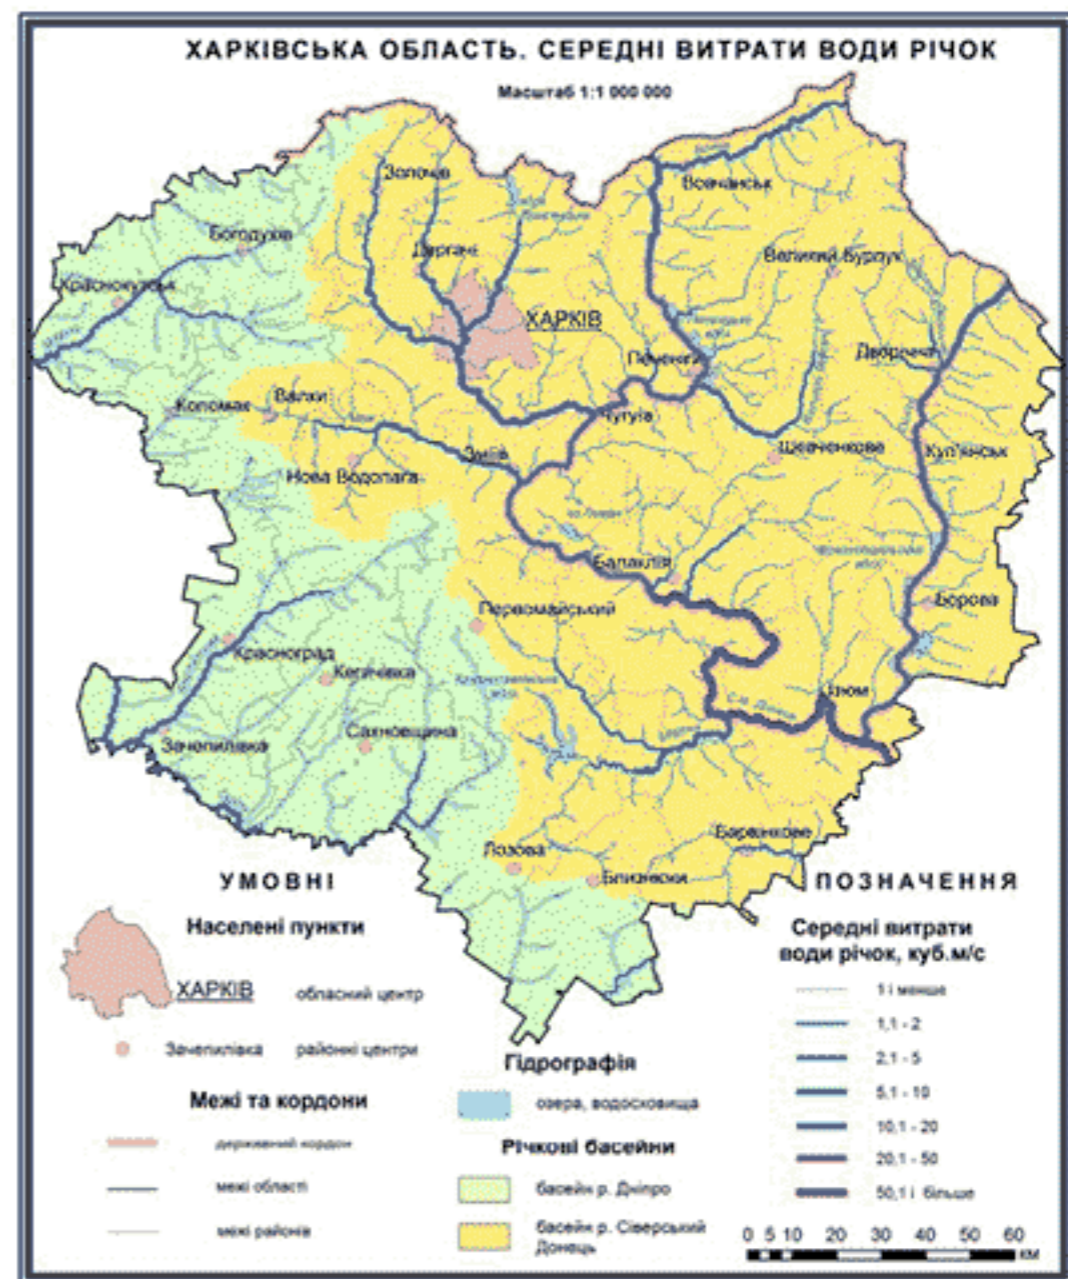 ХАРКІВСЬКА ОБЛАСТЬ. СЕРЕДНІ ВИТРАТИ ВОДИ РІЧОК
Масштаб 1:1 000 000
Золочів
Вовчанськ
Богодухів
Дергачі
Великий Бурлук
Краснокутськ
ХАРКІВ
Печеніги
Дворічна
Коломак
Валки
Чугуїв
Зміїв
Шевченкове
Куп'янськ
Нова Водолага
Балаклія
Первомайський
Борова
Красноград
Кегичівка
Ізюм
Зачепилівка
Сахновщина
Барвінкове
Лозова
Близнюки
УМОВНІ
ПОЗНАЧЕННЯ
Населені пункти
ХАРКІВ
обласний центр
Зачепилівка
районні центри
Межі та кордони
державний кордон
межі області
межі районів
Гідрографія
озера, водосховища
Річкові басейни
басейн р. Дніпро
басейн р. Сіверський
Донець
Середні витрати
води річок, куб.м/с
1 і менше
1,1 - 2
2,1 - 5
5,1 - 10
10,1 - 20
20,1 - 50
50,1 і більше
0 5 10 20 30 40 50 60
км